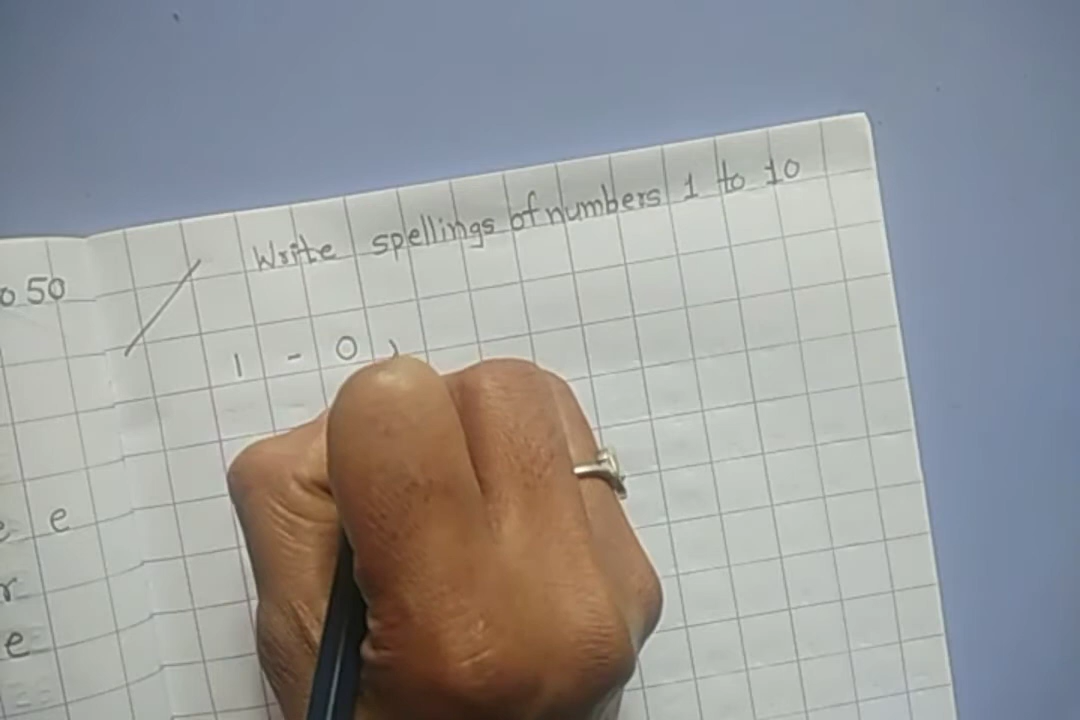 o 50
Write spellings of numbers 1 to 10
1 - o
e e
r
e